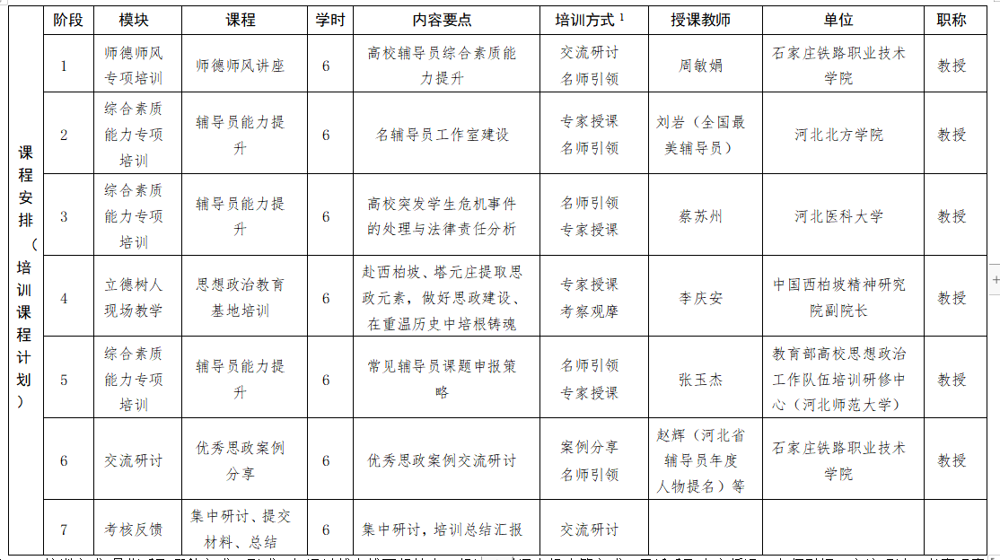 课程安排（培训课程计划）
阶段 模块 课程 学时 内容要点 培训方式1 授课教师 单位 职称
1
师德师风
专项培训
师德师风讲座
6
高校辅导员综合素质能
力提升
交流研讨
名师引领
周敏娟
石家庄铁路职业技术
学院
教授
2
综合素质
能力专项
培训
辅导员能力提
升
6
名辅导员工作室建设
专家授课
名师引领
刘岩（全国最
美辅导员）
河北北方学院
教授
3
综合素质
能力专项
培训
辅导员能力提
升
6
高校突发学生危机事件
的处理与法律责任分析
名师引领
专家授课
蔡苏州
河北医科大学
教授
4
立德树人
现场教学
思想政治教育
基地培训
6
赴西柏坡、塔元庄提取思
政元素，做好思政建设、
在重温历史中培根铸魂
专家授课
考察观摩
李庆安
中国西柏坡精神研究
院副院长
教授
5
综合素质
能力专项
培训
辅导员能力提
升
6
常见辅导员课题申报策
略
名师引领
专家授课
张玉杰
教育部高校思想政治
工作队伍培训研修中
心（河北师范大学）
教授
6
交流研讨
优秀思政案例
分享
6
优秀思政案例交流研讨
案例分享
名师引领
赵辉（河北省
辅导员年度
人物提名）等
石家庄铁路职业技术
学院
教授
7
考核反馈
集中研讨、提交
材料、总结
6
集中研讨，培训总结汇报
交流研讨